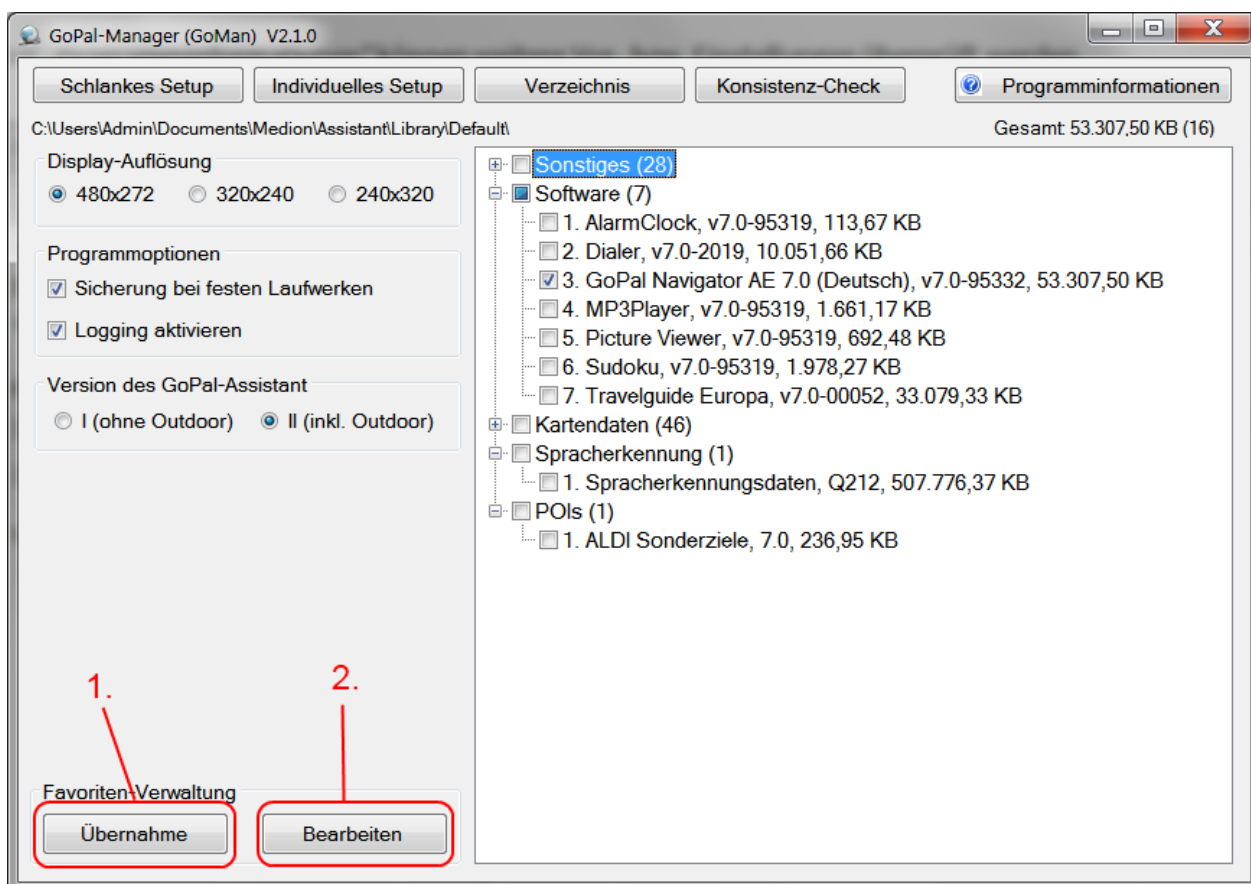 GoPal-Manager (GoMan) V2.1.0
Schlankes Setup
Individuelles Setup
Verzeichnis
Konsistenz-Check
Programminformationen
C:\Users\Admin\Documents\Medion\Assistant\Library\Default\
Gesamt: 53.307,50 KB (16)
Display-Auflösung
480x272 320x240 240x320
Programmoptionen
Sicherung bei festen Laufwerken
Logging aktivieren
Version des GoPal-Assistant
I (ohne Outdoor) II (inkl. Outdoor)
Sonstiges (28)
Software (7)
1. AlarmClock, v7.0-95319, 113,67 KB
2. Dialer, v7.0-2019, 10.051,66 KB
3. GoPal Navigator AE 7.0 (Deutsch), v7.0-95332, 53.307,50 KB
4. MP3Player, v7.0-95319, 1.661,17 KB
5. Picture Viewer, v7.0-95319, 692,48 KB
6. Sudoku, v7.0-95319, 1.978,27 KB
7. Travelguide Europa, v7.0-00052, 33.079,33 KB
Kartendaten (46)
Spracherkennung (1)
1. Spracherkennungsdaten, Q212, 507.776,37 KB
POIs (1)
1. ALDI Sonderziele, 7.0, 236,95 KB
1.
2.
Favoriten-Verwaltung
Übernahme
Bearbeiten